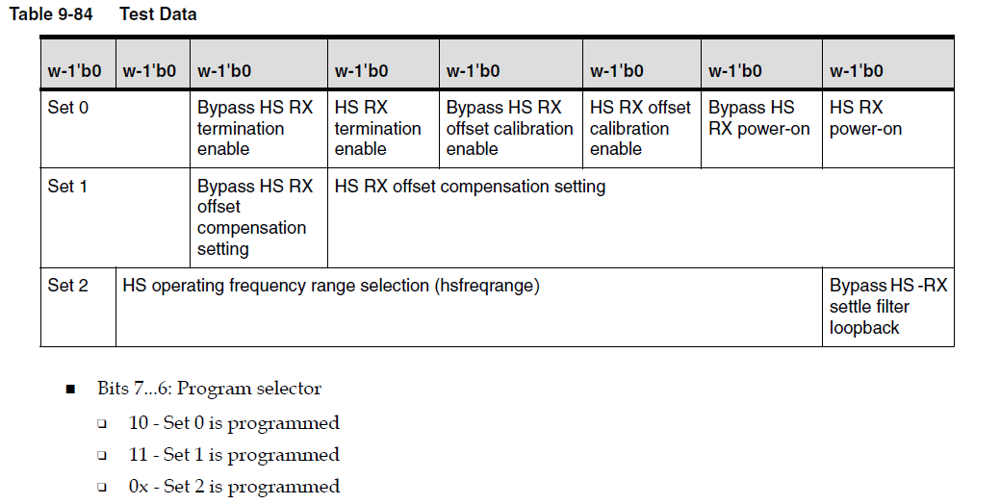 Table 9-84 Test Data
w-1'b0 w-1'b0 w-1'b0 w-1'b0 w-1'b0 w-1'b0 w-1'b0 w-1'b0
Set 0
Bypass HS RX
termination
enable
HS RX
termination
enable
Bypass HS RX
offset calibration
enable
HS RX offset
calibration
enable
Bypass HS
RX power-on
HS RX
power-on
Set 1
Bypass HS RX
offset
compensation
setting
HS RX offset compensation setting
Set 2
HS operating frequency range selection (hsfreqrange)
Bypass HS -RX
settle filter
loopback
■ Bits 7...6: Program selector
❑ 10 - Set 0 is programmed
❑ 11 - Set 1 is programmed
❑ 0x - Set 2 is programmed